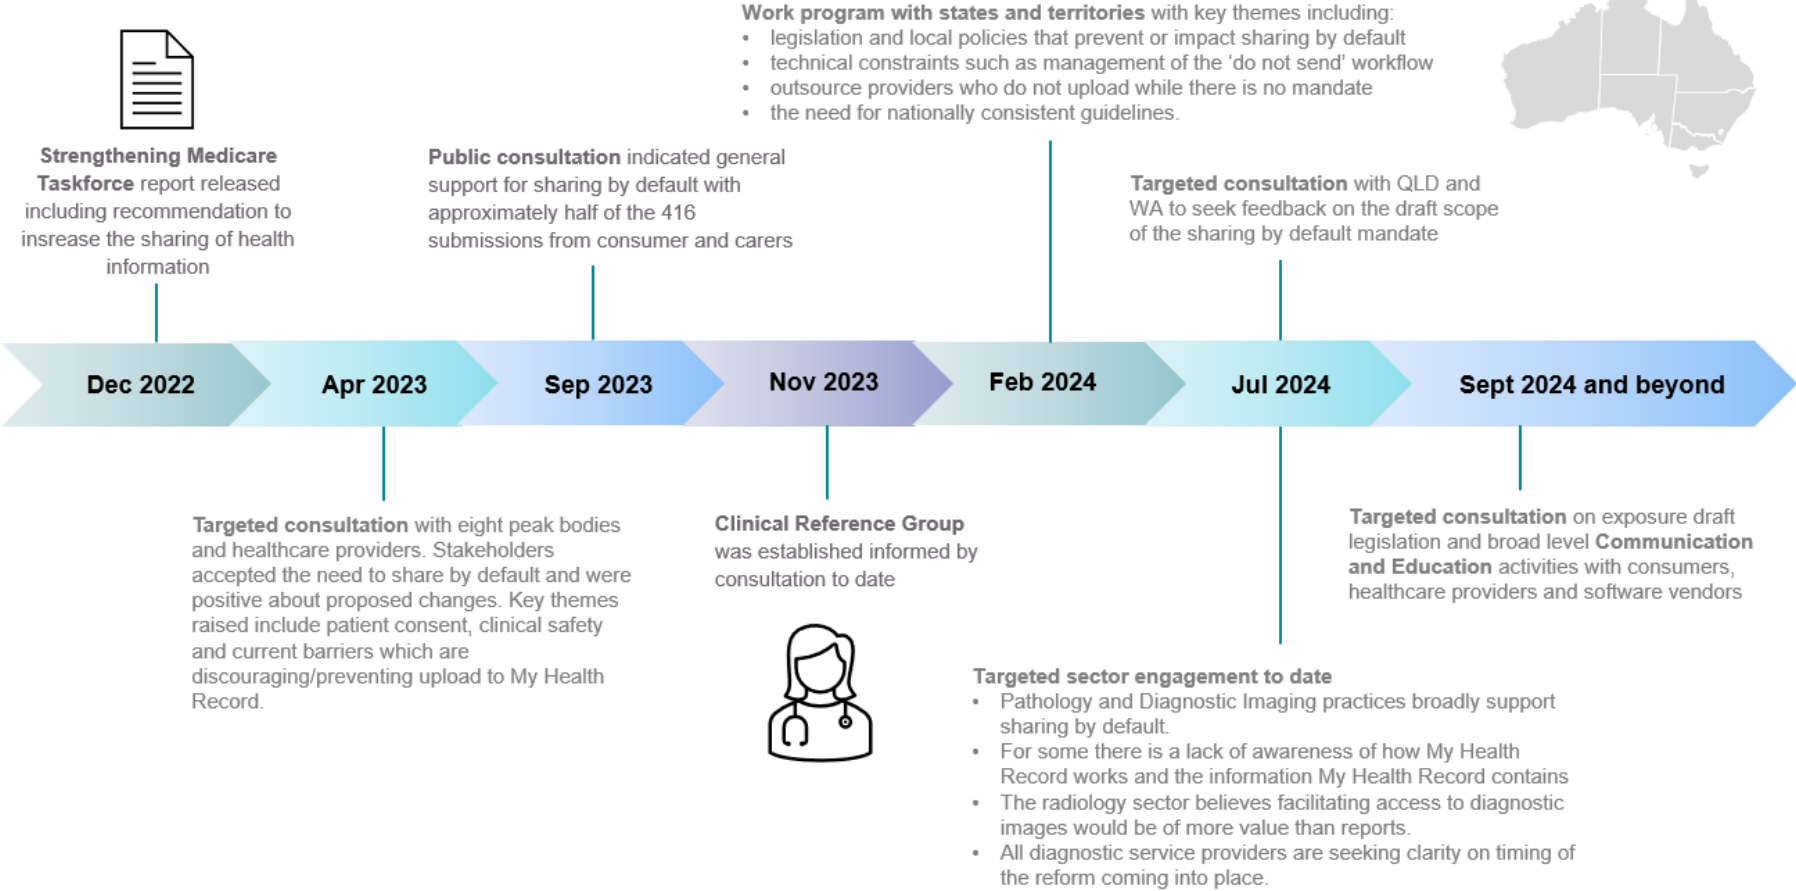 Strengthening Medicare
Taskforce report released
including recommendation to
insrease the sharing of health
information
Public consultation indicated general
support for sharing by default with
approximately half of the 416
submissions from consumer and carers
Work program with states and territories with key themes including:
• legislation and local policies that prevent or impact sharing by default
• technical constraints such as management of the ‘do not send’ workflow
• outsource providers who do not upload while there is no mandate
• the need for nationally consistent guidelines.
Targeted consultation with QLD and
WA to seek feedback on the draft scope
of the sharing by default mandate
Dec 2022
Apr 2023
Sep 2023
Nov 2023
Feb 2024
Jul 2024
Sept 2024 and beyond
Targeted consultation with eight peak bodies
and healthcare providers. Stakeholders
accepted the need to share by default and were
positive about proposed changes. Key themes
raised include patient consent, clinical safety
and current barriers which are
discouraging/preventing upload to My Health
Record.
Clinical Reference Group
was established informed by
consultation to date
Targeted sector engagement to date
• Pathology and Diagnostic Imaging practices broadly support
sharing by default.
• For some there is a lack of awareness of how My Health
Record works and the information My Health Record contains
• The radiology sector believes facilitating access to diagnostic
images would be of more value than reports.
• All diagnostic service providers are seeking clarity on timing of
the reform coming into place.
Targeted consultation on exposure draft
legislation and broad level Communication
and Education activities with consumers,
healthcare providers and software vendors